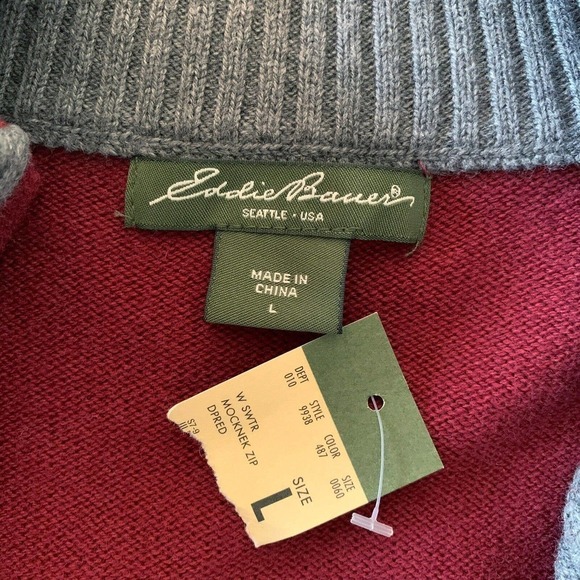 Eddie Bauer®
SEATTLE • USA
MADE IN
CHINA
L
DEPT STYLE COLOR SIZE
010 9938 487 0060
W SWTR
MOCKNEK ZIP
DPRED
SIZE
L